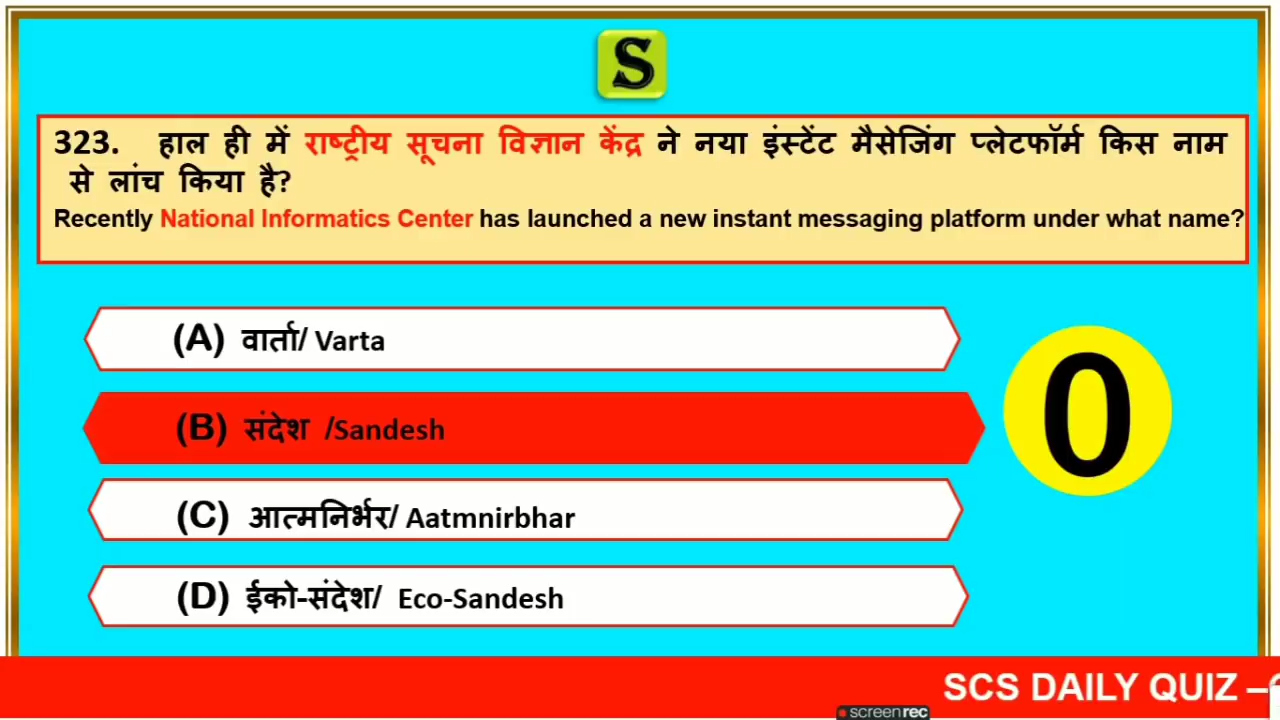 S
323. हाल ही में राष्ट्रीय सूचना विज्ञान केंद्र ने नया इंस्टेंट मैसेजिंग प्लेटफॉर्म किस नाम
से लांच किया है?
Recently National Informatics Center has launched a new instant messaging platform under what name?
(A) वार्ता/ Varta
(B) संदेश /Sandesh
0
(C) आत्मनिर्भर/ Aatmnirbhar
(D) ईको-संदेश/ Eco-Sandesh
SCS DAILY QUIZ –
screenrec